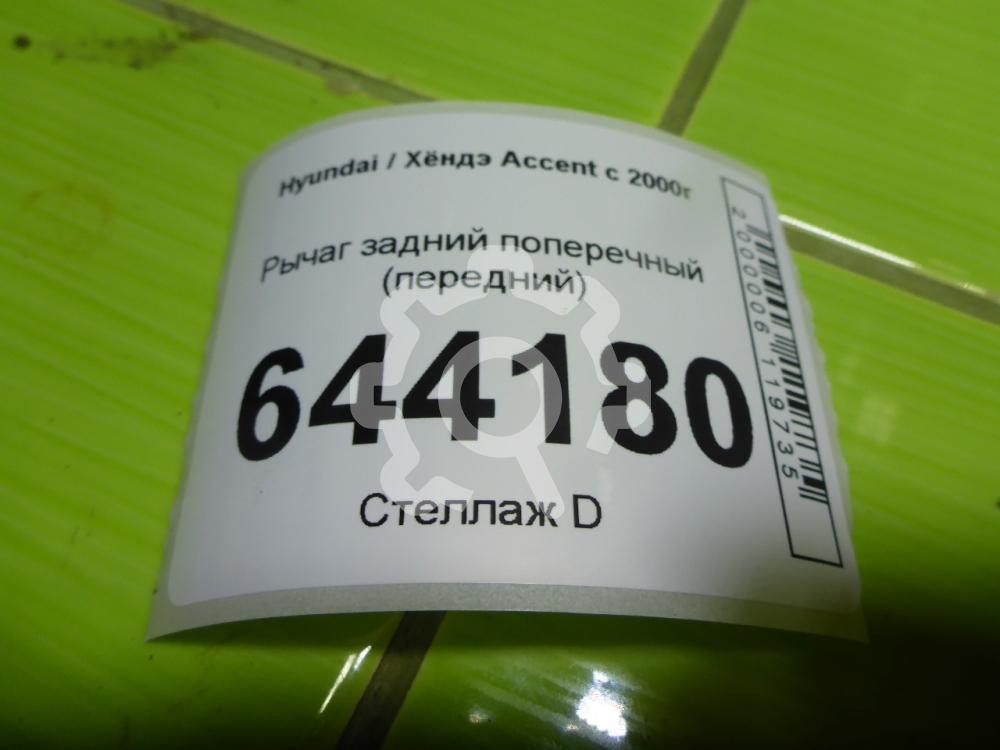 Hyundai / Хёндэ Accent с 2000г
Рычаг задний поперечный
(передний)
644180
Стеллаж D
2000006119735